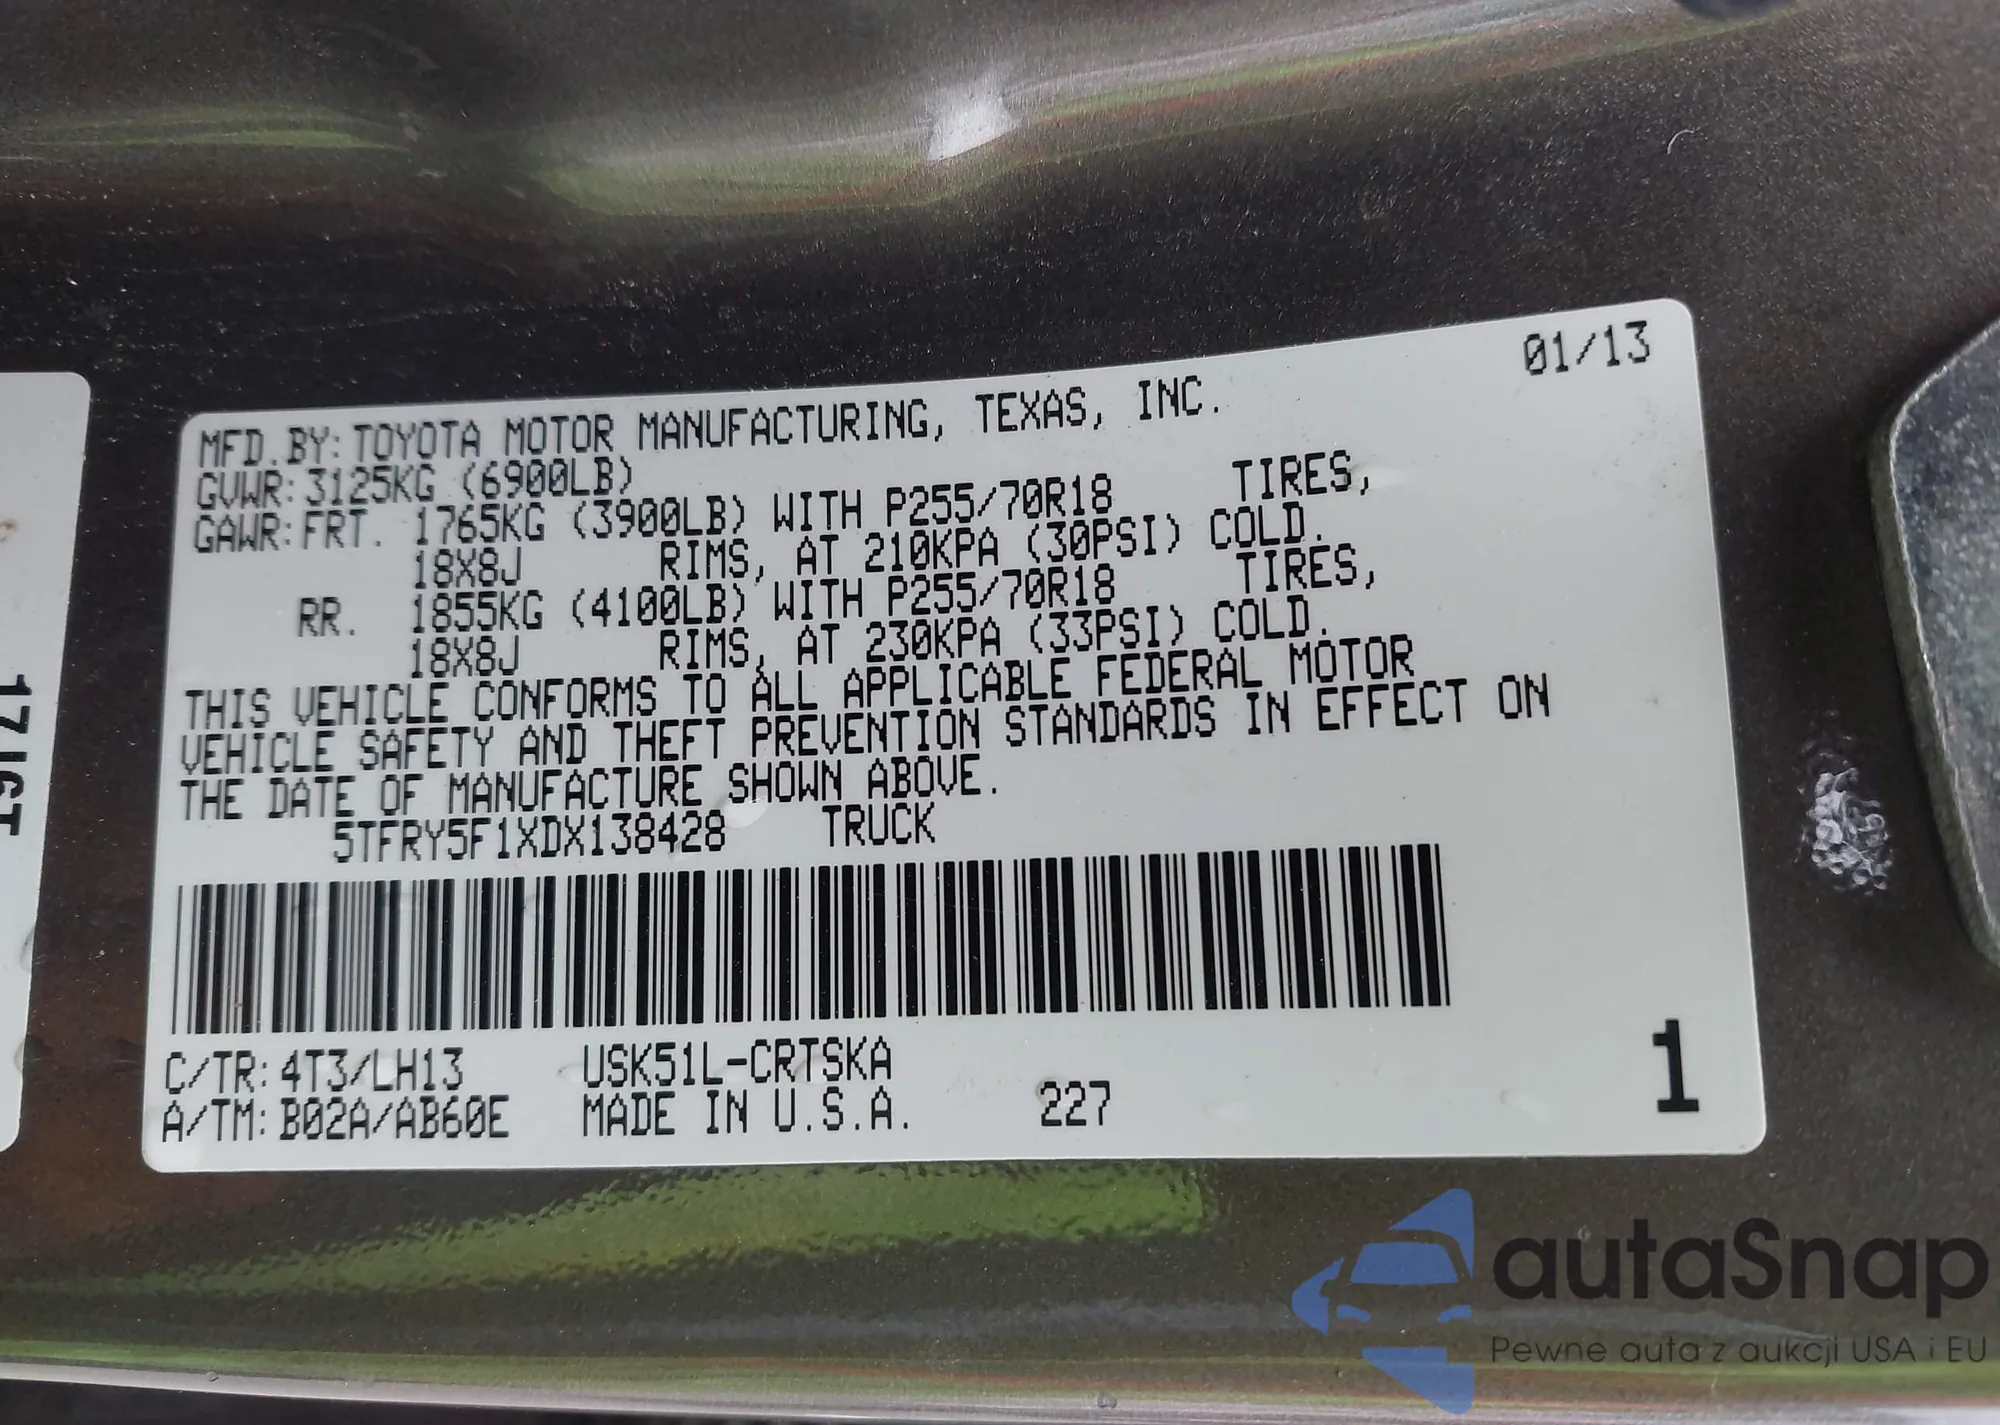 01/13
MFD.BY: TOYOTA MOTOR MANUFACTURING, TEXAS, INC.
GVWR: 3125KG (6900LB)
GAWR: FRT. 1765KG (3900LB) WITH P255/70R18 TIRES,
18X8J RIMS, AT 210KPA (30PSI) COLD.
RR. 1855KG (4100LB) WITH P255/70R18 TIRES,
18X8J RIMS, AT 230KPA (33PSI) COLD.
THIS VEHICLE CONFORMS TO ALL APPLICABLE FEDERAL MOTOR
VEHICLE SAFETY AND THEFT PREVENTION STANDARDS IN EFFECT ON
THE DATE OF MANUFACTURE SHOWN ABOVE.
5TFRY5F1XDX138428 TRUCK
C/TR: 4T3/LH13 USK51L-CRTSKA
A/TM: B02A/AB60E MADE IN U.S.A. 227
1
autaSnap
Pewne auta z aukcji USA i EU